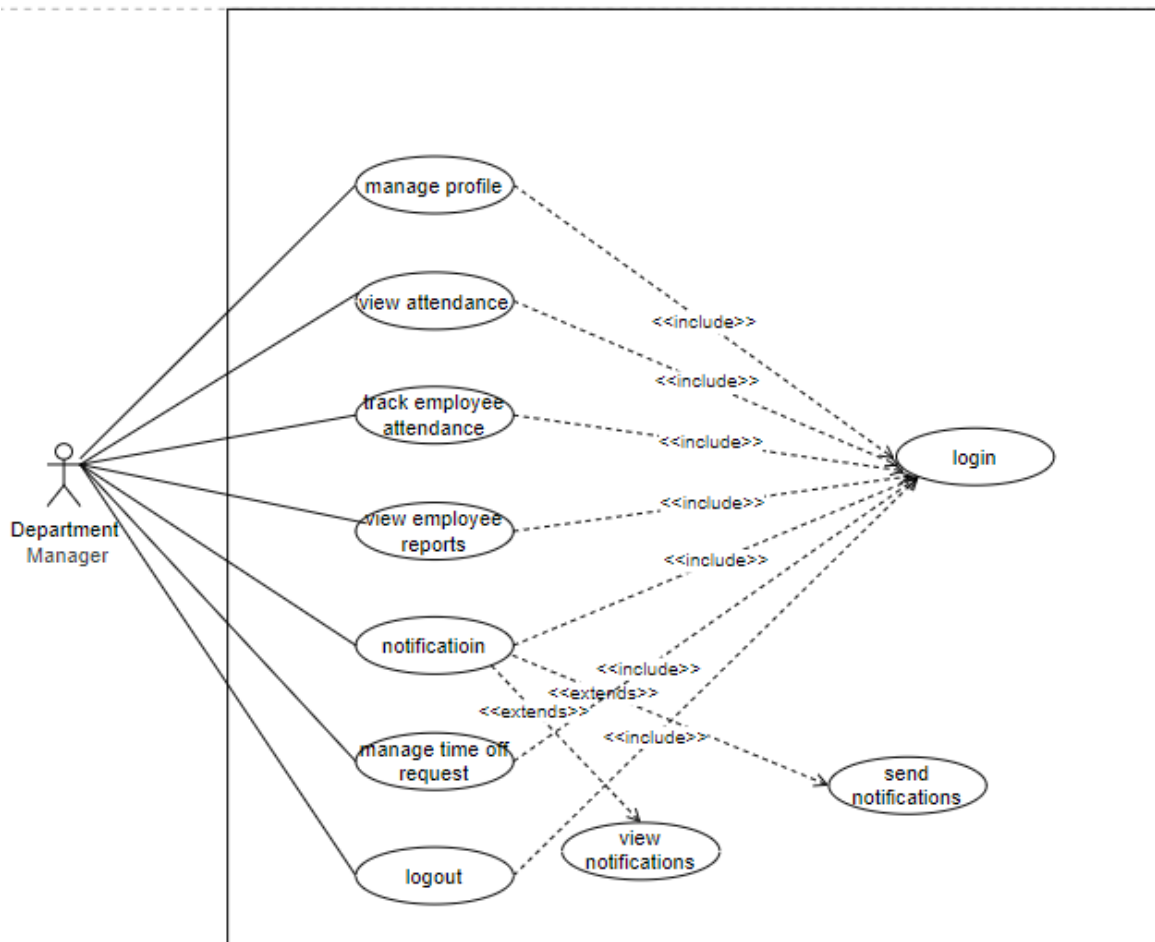 manage profile
view attendance
<<include>>
<<include>>
track employee
attendance
<<include>>
login
Department
Manager
view employee
reports
<<include>>
<<include>>
notificatioin
<<include>>
<<extends>>
<<extends>>
<<include>>
manage time off
request
send
notifications
view
notifications
logout